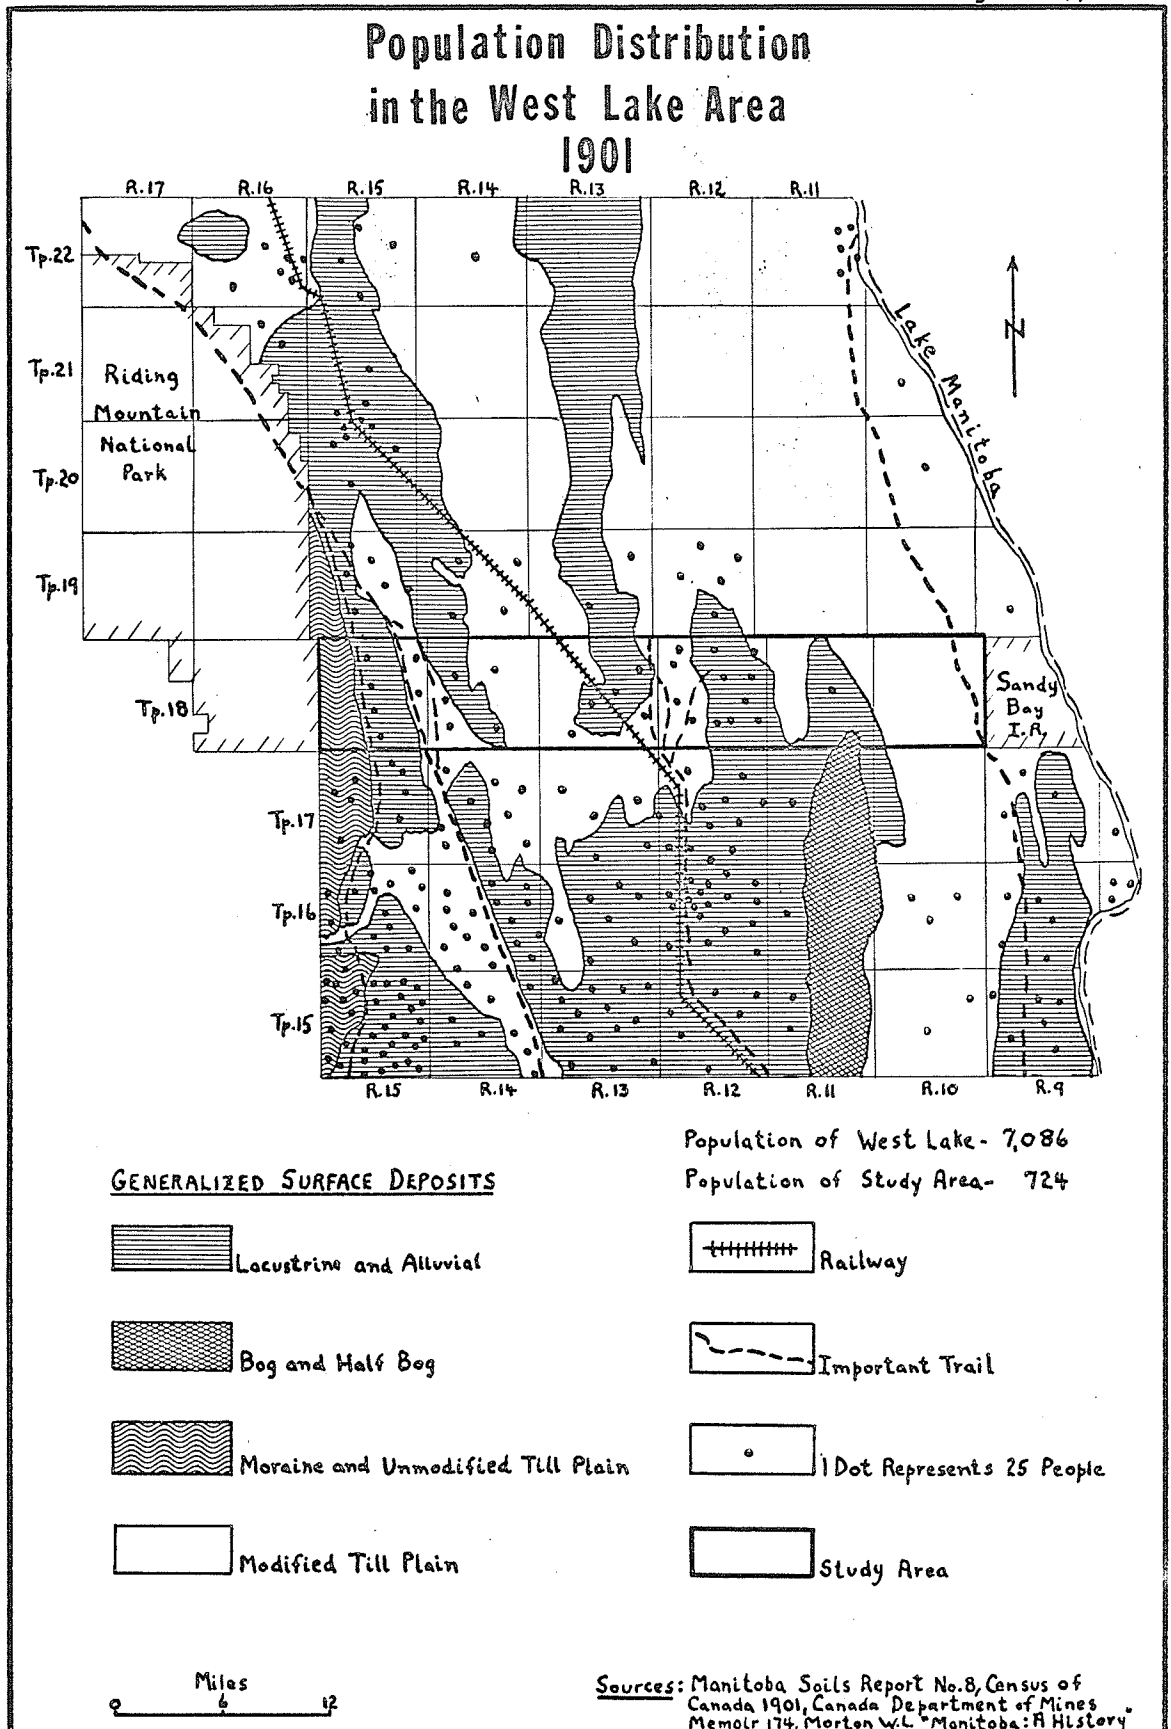 Population Distribution
in the West Lake Area
1901
R.17 R.16 R.15 R.14 R.13 R.12 R.11
Tp.22
Tp.21
Tp.20
Tp.19
Tp.18
Tp.17
Tp.16
Tp.15
Riding
Mountain
National
Park
N
Lake Manitoba
Sandy
Bay
I.R.
R.15 R.14 R.13 R.12 R.11 R.10 R.9
Population of West Lake- 7,086
Population of Study Area- 724
GENERALIZED SURFACE DEPOSITS
Lacustrine and Alluvial
Railway
Bog and Half Bog
Important Trail
Moraine and Unmodified Till Plain
1 Dot Represents 25 People
Modified Till Plain
Study Area
Miles
0 6 12
Sources: Manitoba Soils Report No.8, Census of
Canada 1901, Canada Department of Mines
Memoir 174, Morton W.L. "Manitoba: A History"